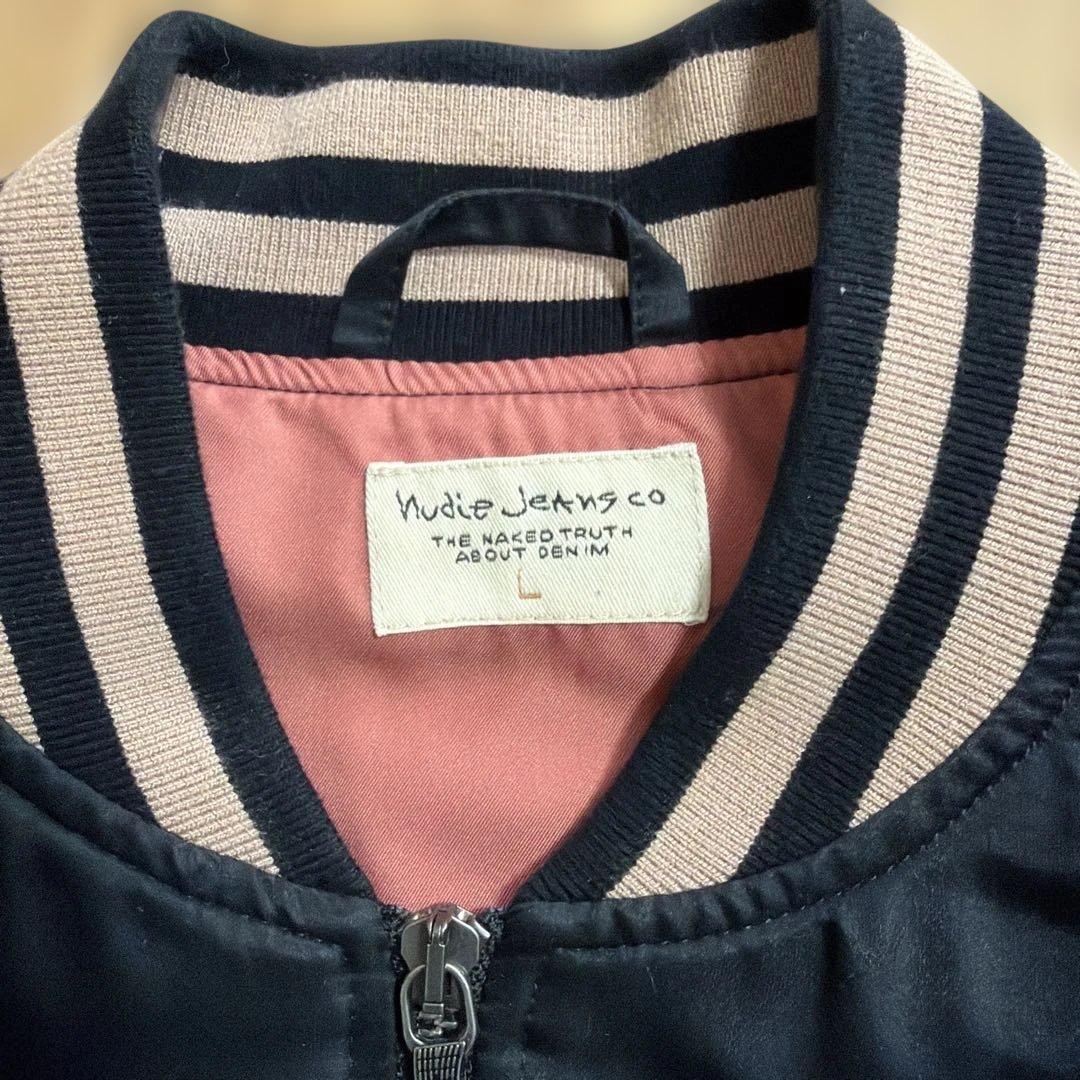 Nudie Jeans co
THE NAKED TRUTH
ABOUT DENIM
L